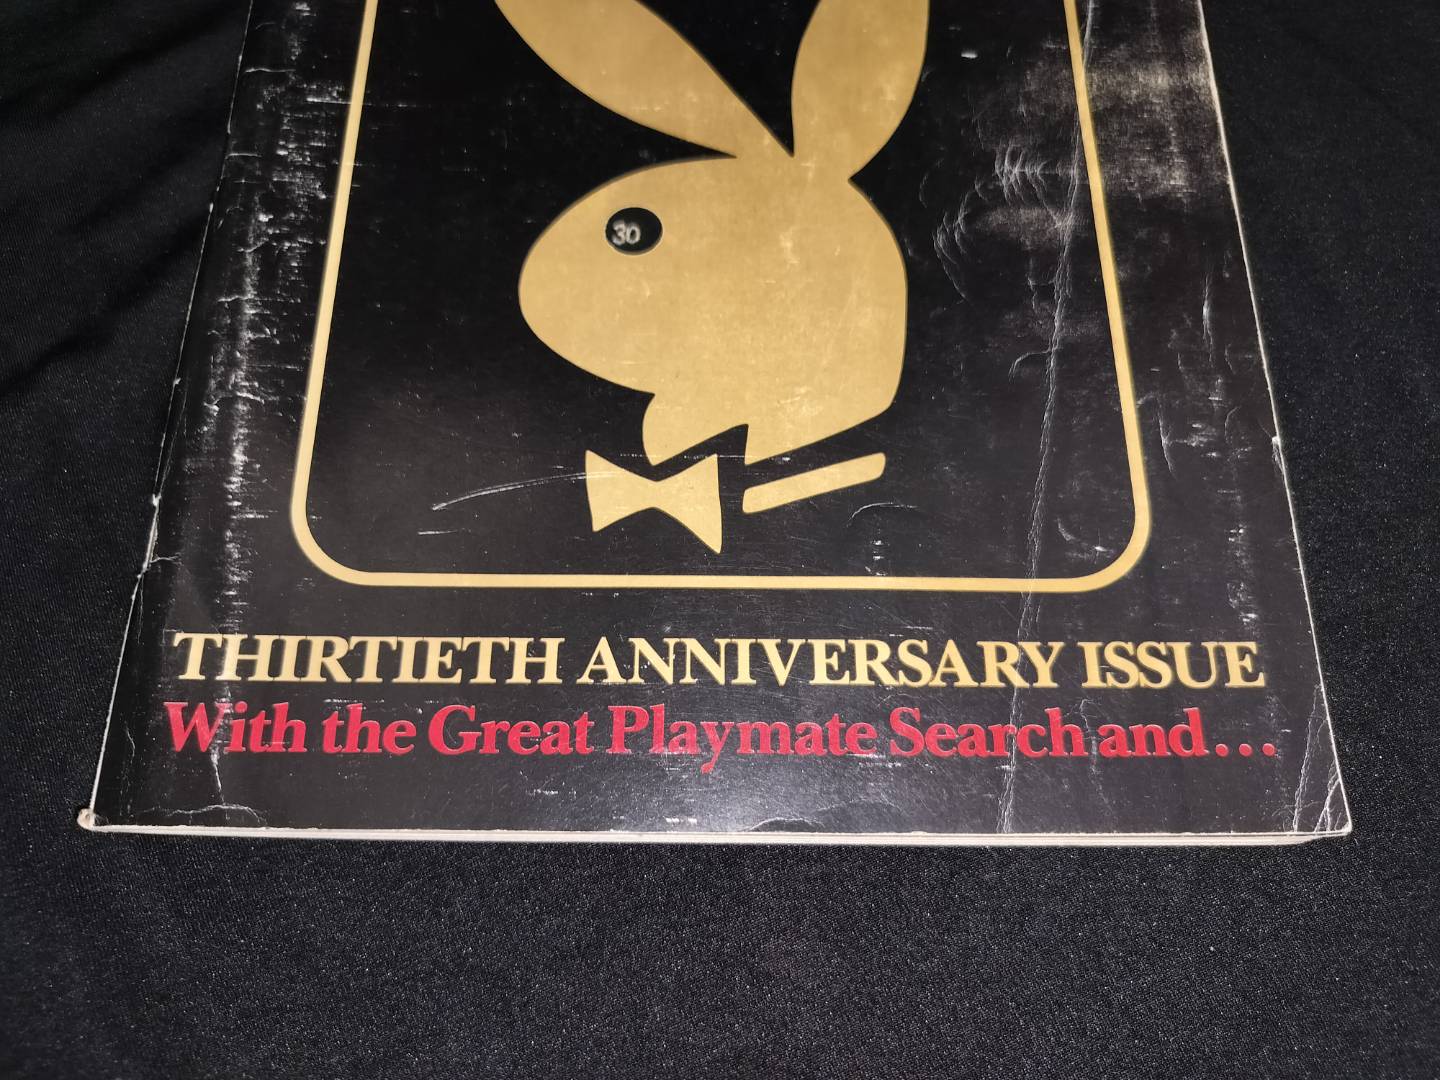 30
THIRTIETH ANNIVERSARY ISSUE
With the Great Playmate Search and...